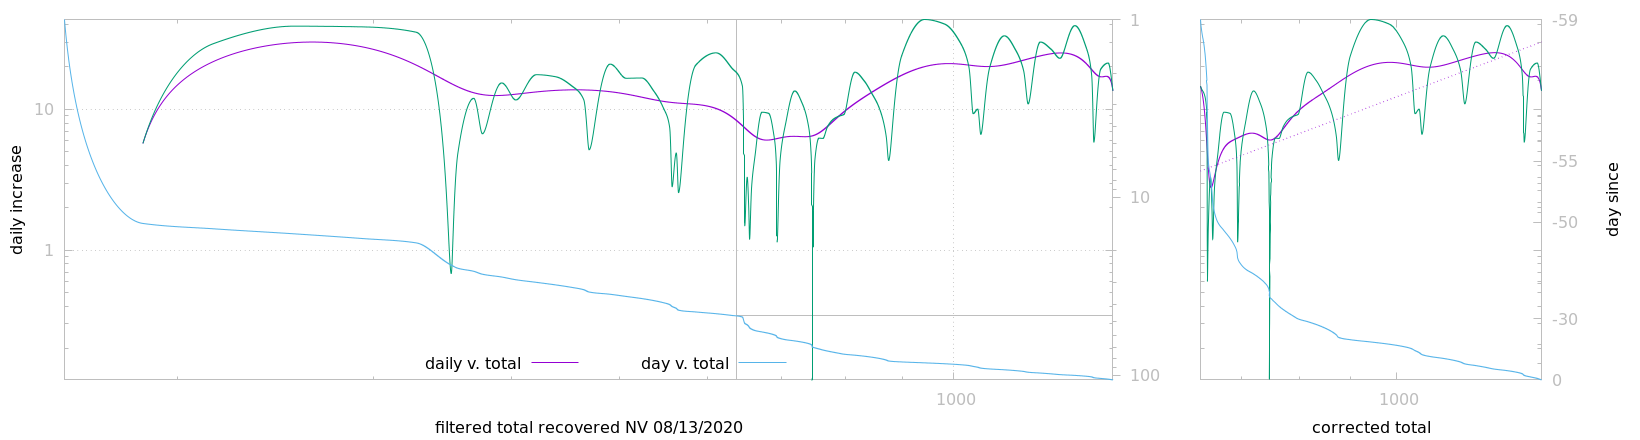 daily increase
10
1
daily v. total
day v. total
1
10
100
1000
filtered total recovered NV 08/13/2020
-59
-55
-50
-30
0
day since
1000
corrected total